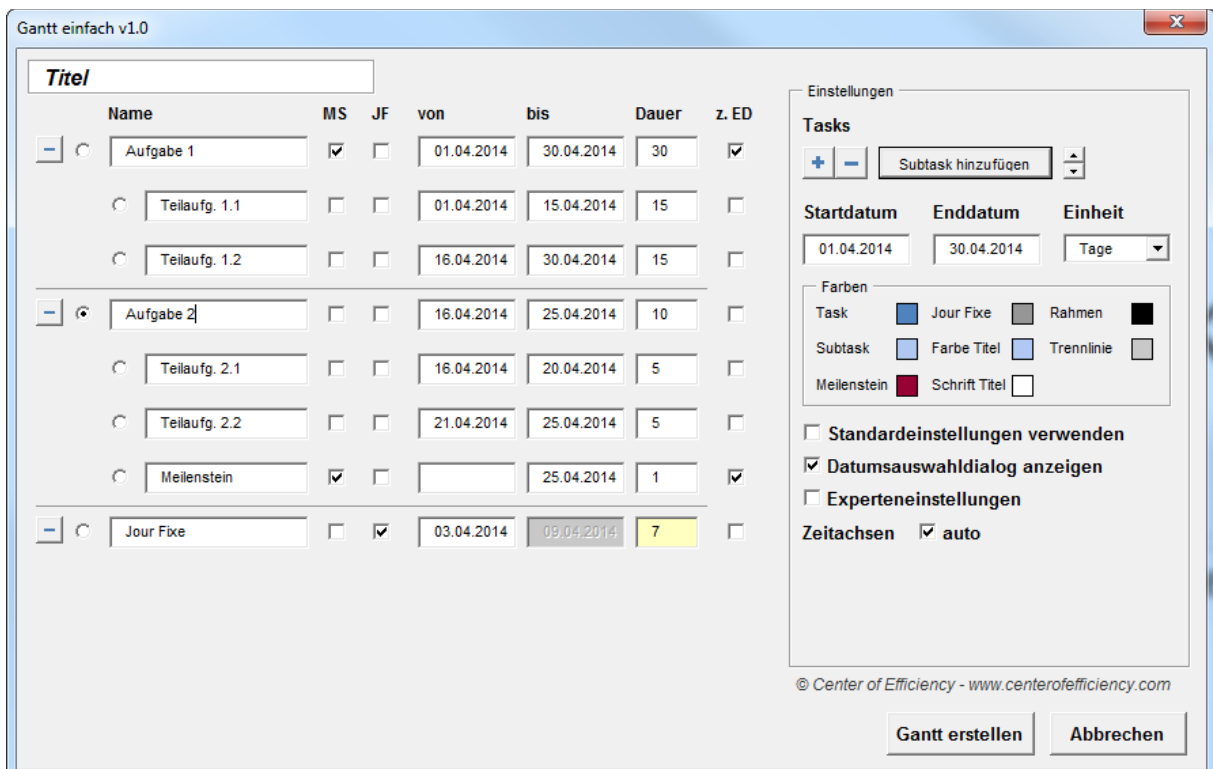 Gantt einfach v1.0
x
Titel
Name MS JF von bis Dauer z. ED
Aufgabe 1 01.04.2014 30.04.2014 30
Teilaufg. 1.1 01.04.2014 15.04.2014 15
Teilaufg. 1.2 16.04.2014 30.04.2014 15
Aufgabe 2 16.04.2014 25.04.2014 10
Teilaufg. 2.1 16.04.2014 20.04.2014 5
Teilaufg. 2.2 21.04.2014 25.04.2014 5
Meilenstein 25.04.2014 1
Jour Fixe 03.04.2014 09.04.2014 7
Einstellungen
Tasks
+ − Subtask hinzufügen
Startdatum Enddatum Einheit
01.04.2014 30.04.2014 Tage
Farben
Task Jour Fixe Rahmen
Subtask Farbe Titel Trennlinie
Meilenstein Schrift Titel
Standardeinstellungen verwenden
Datumsauswahldialog anzeigen
Experteneinstellungen
Zeitachsen auto
© Center of Efficiency - www.centerofefficiency.com
Gantt erstellen Abbrechen